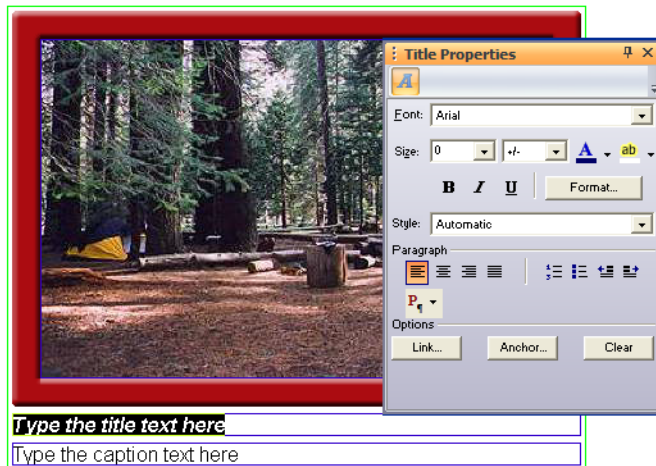 Title Properties
A
Font: Arial
Size: 0 +/- A ab
B I U Format...
Style: Automatic
Paragraph
P¶
Options
Link... Anchor... Clear
Type the title text here
Type the caption text here